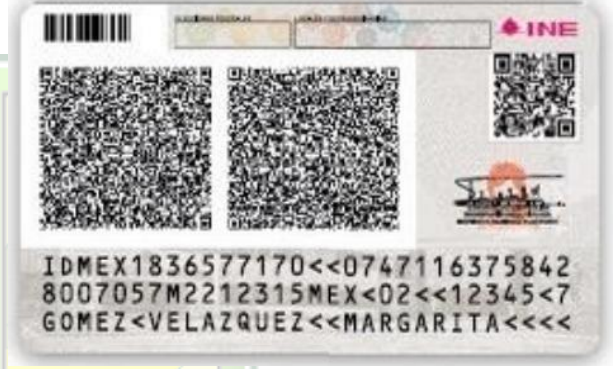 INE
IDMEX1836577170<<0747116375842
8007057M2212315MEX<02<<12345<7
GOMEZ<VELAZQUEZ<<MARGARITA<<<<